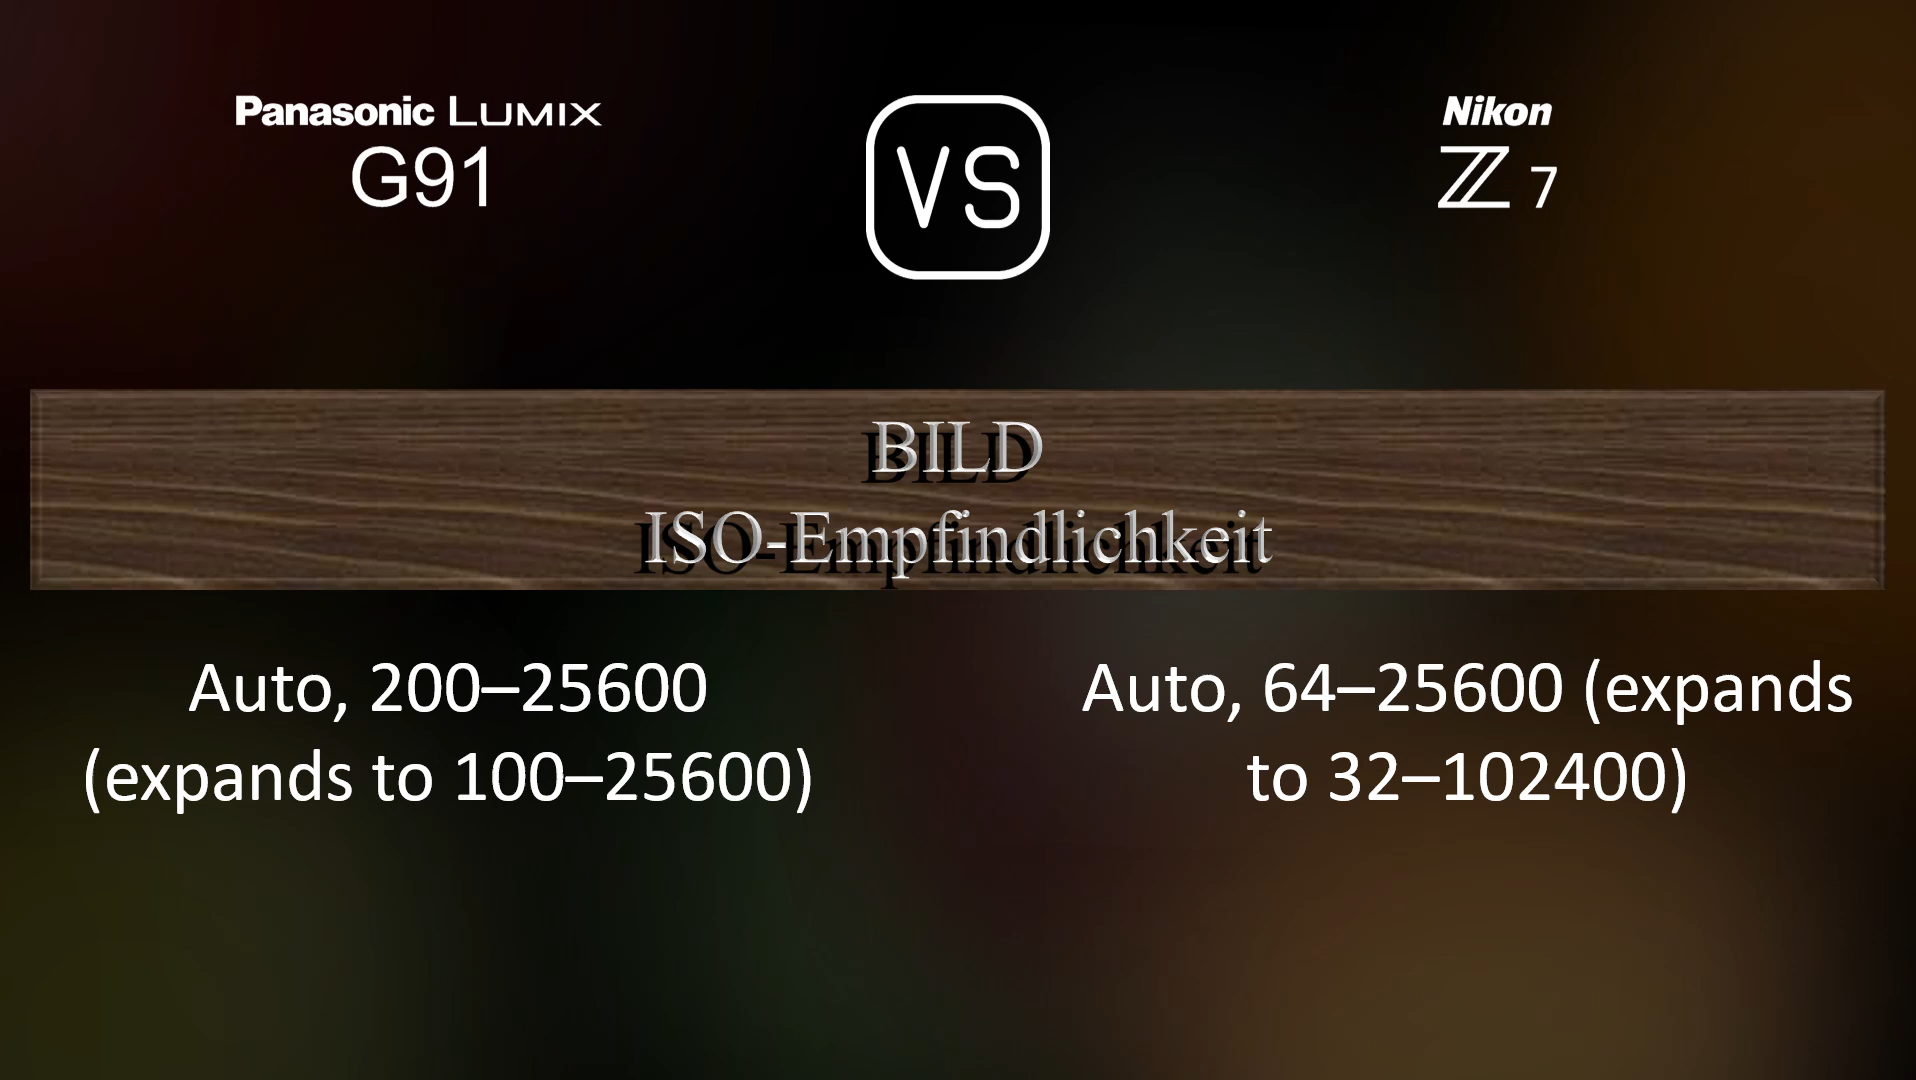 Panasonic LUMIX
G91
VS
Nikon
Z 7
BILD
ISO-Empfindlichkeit
Auto, 200–25600
(expands to 100–25600)
Auto, 64–25600 (expands
to 32–102400)